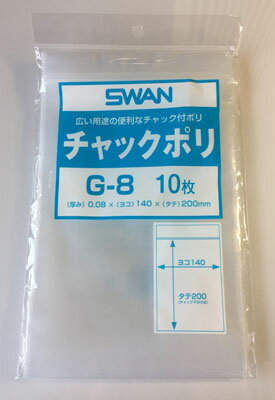 SWAN
広い用途の便利なチャック付ポリ
チャックポリ
G-8 10枚
(厚み) 0.08 × (ヨコ) 140 × (タテ) 200mm
ヨコ140
タテ200